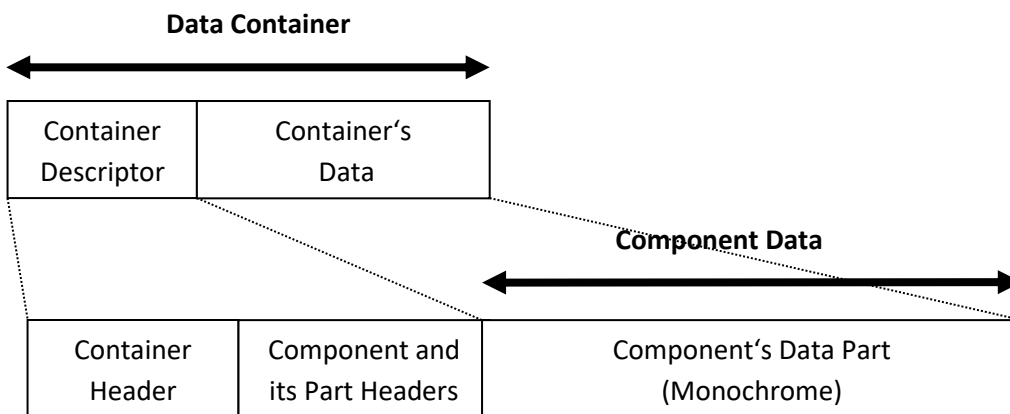 Data Container
Container
Descriptor
Container‘s
Data
Component Data
Container
Header
Component and
its Part Headers
Component‘s Data Part
(Monochrome)